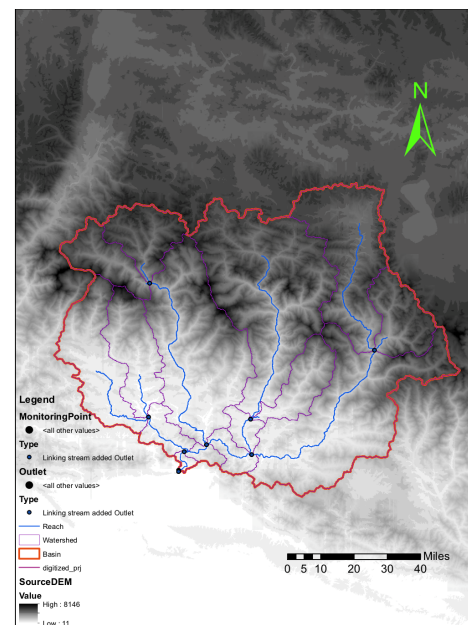 N
Legend
MonitoringPoint
<all other values>
Type
Linking stream added Outlet
Outlet
<all other values>
Type
Linking stream added Outlet
Reach
Watershed
Basin
digitized_prj
SourceDEM
Value
High : 8146
Low : 11
Miles
0 5 10 20 30 40